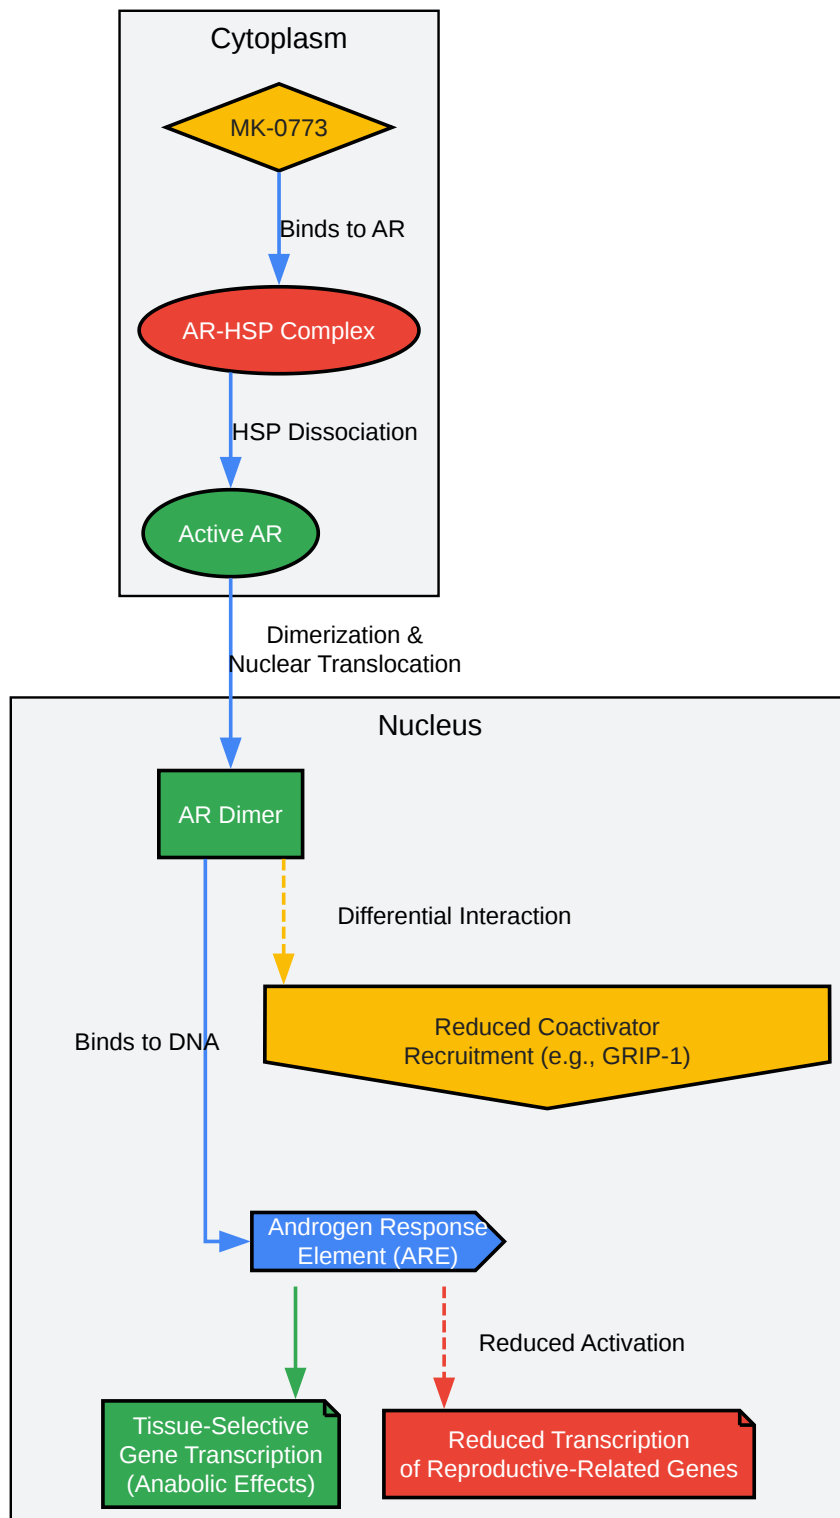 Cytoplasm
MK-0773
Binds to AR
AR-HSP Complex
HSP Dissociation
Active AR
Dimerization &
Nuclear Translocation
Nucleus
AR Dimer
Differential Interaction
Binds to DNA
Reduced Coactivator
Recruitment (e.g., GRIP-1)
Androgen Response
Element (ARE)
Reduced Activation
Tissue-Selective
Gene Transcription
(Anabolic Effects)
Reduced Transcription
of Reproductive-Related Genes